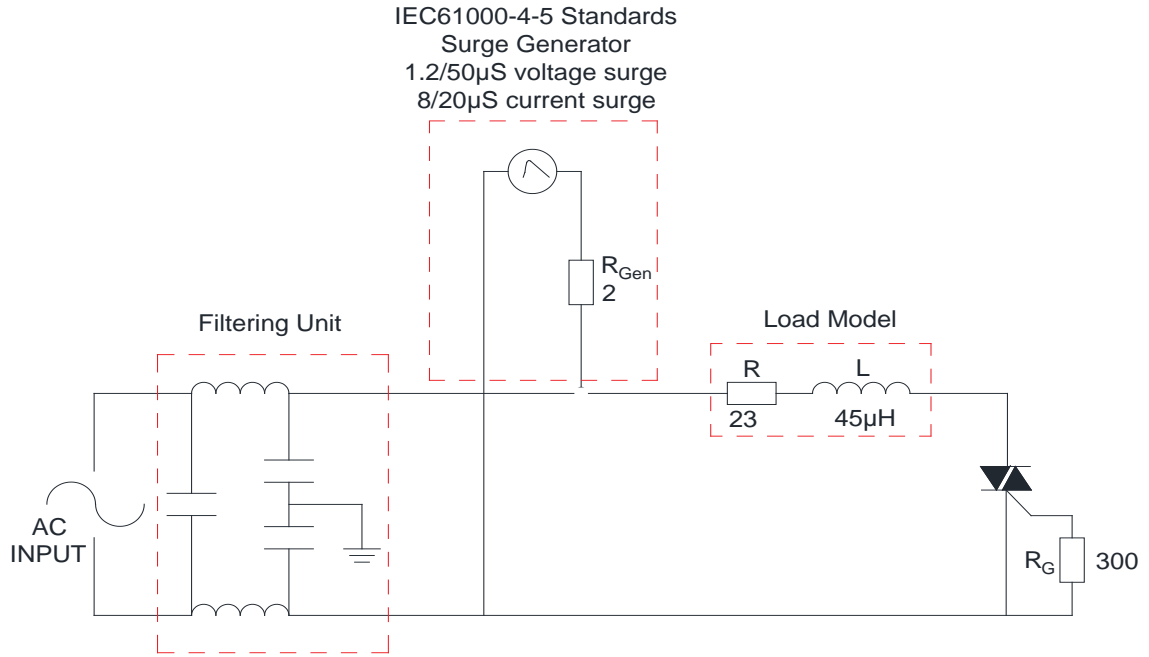 IEC61000-4-5 Standards
Surge Generator
1.2/50μS voltage surge
8/20μS current surge
RGen
2
Filtering Unit
Load Model
R
L
23
45μH
AC
INPUT
RG
300